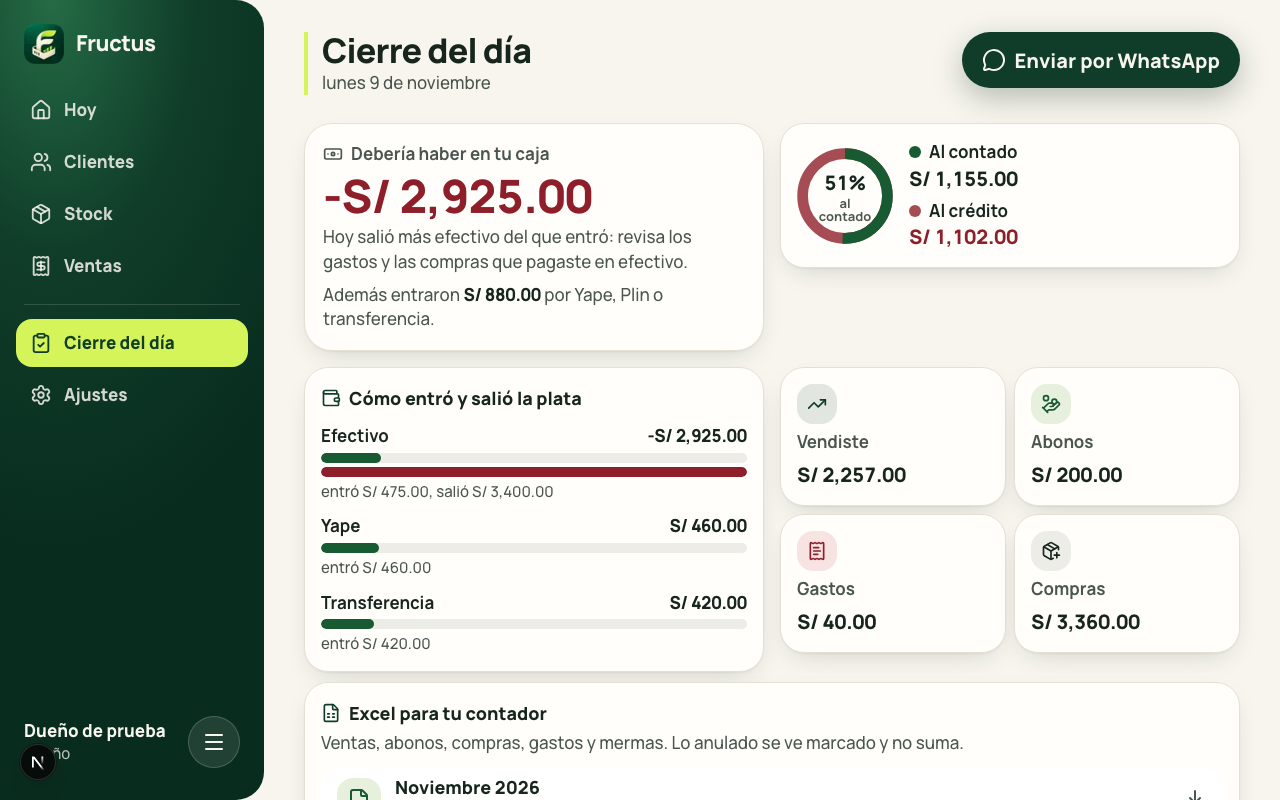 Fructus
Hoy
Clientes
Stock
Ventas
Cierre del día
Ajustes
Dueño de prueba
N
Cierre del día
lunes 9 de noviembre
Enviar por WhatsApp
Debería haber en tu caja
-S/ 2,925.00
Hoy salió más efectivo del que entró: revisa los
gastos y las compras que pagaste en efectivo.
Además entraron S/ 880.00 por Yape, Plin o
transferencia.
51%
al
contado
Al contado
S/ 1,155.00
Al crédito
S/ 1,102.00
Cómo entró y salió la plata
Efectivo -S/ 2,925.00
entró S/ 475.00, salió S/ 3,400.00
Yape S/ 460.00
entró S/ 460.00
Transferencia S/ 420.00
entró S/ 420.00
Vendiste
S/ 2,257.00
Abonos
S/ 200.00
Gastos
S/ 40.00
Compras
S/ 3,360.00
Excel para tu contador
Ventas, abonos, compras, gastos y mermas. Lo anulado se ve marcado y no suma.
Noviembre 2026